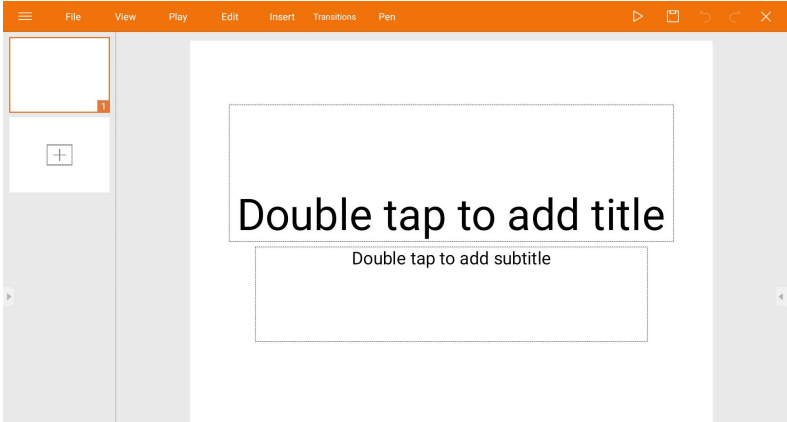 File View Play Edit Insert Transitions Pen
1
Double tap to add title
Double tap to add subtitle